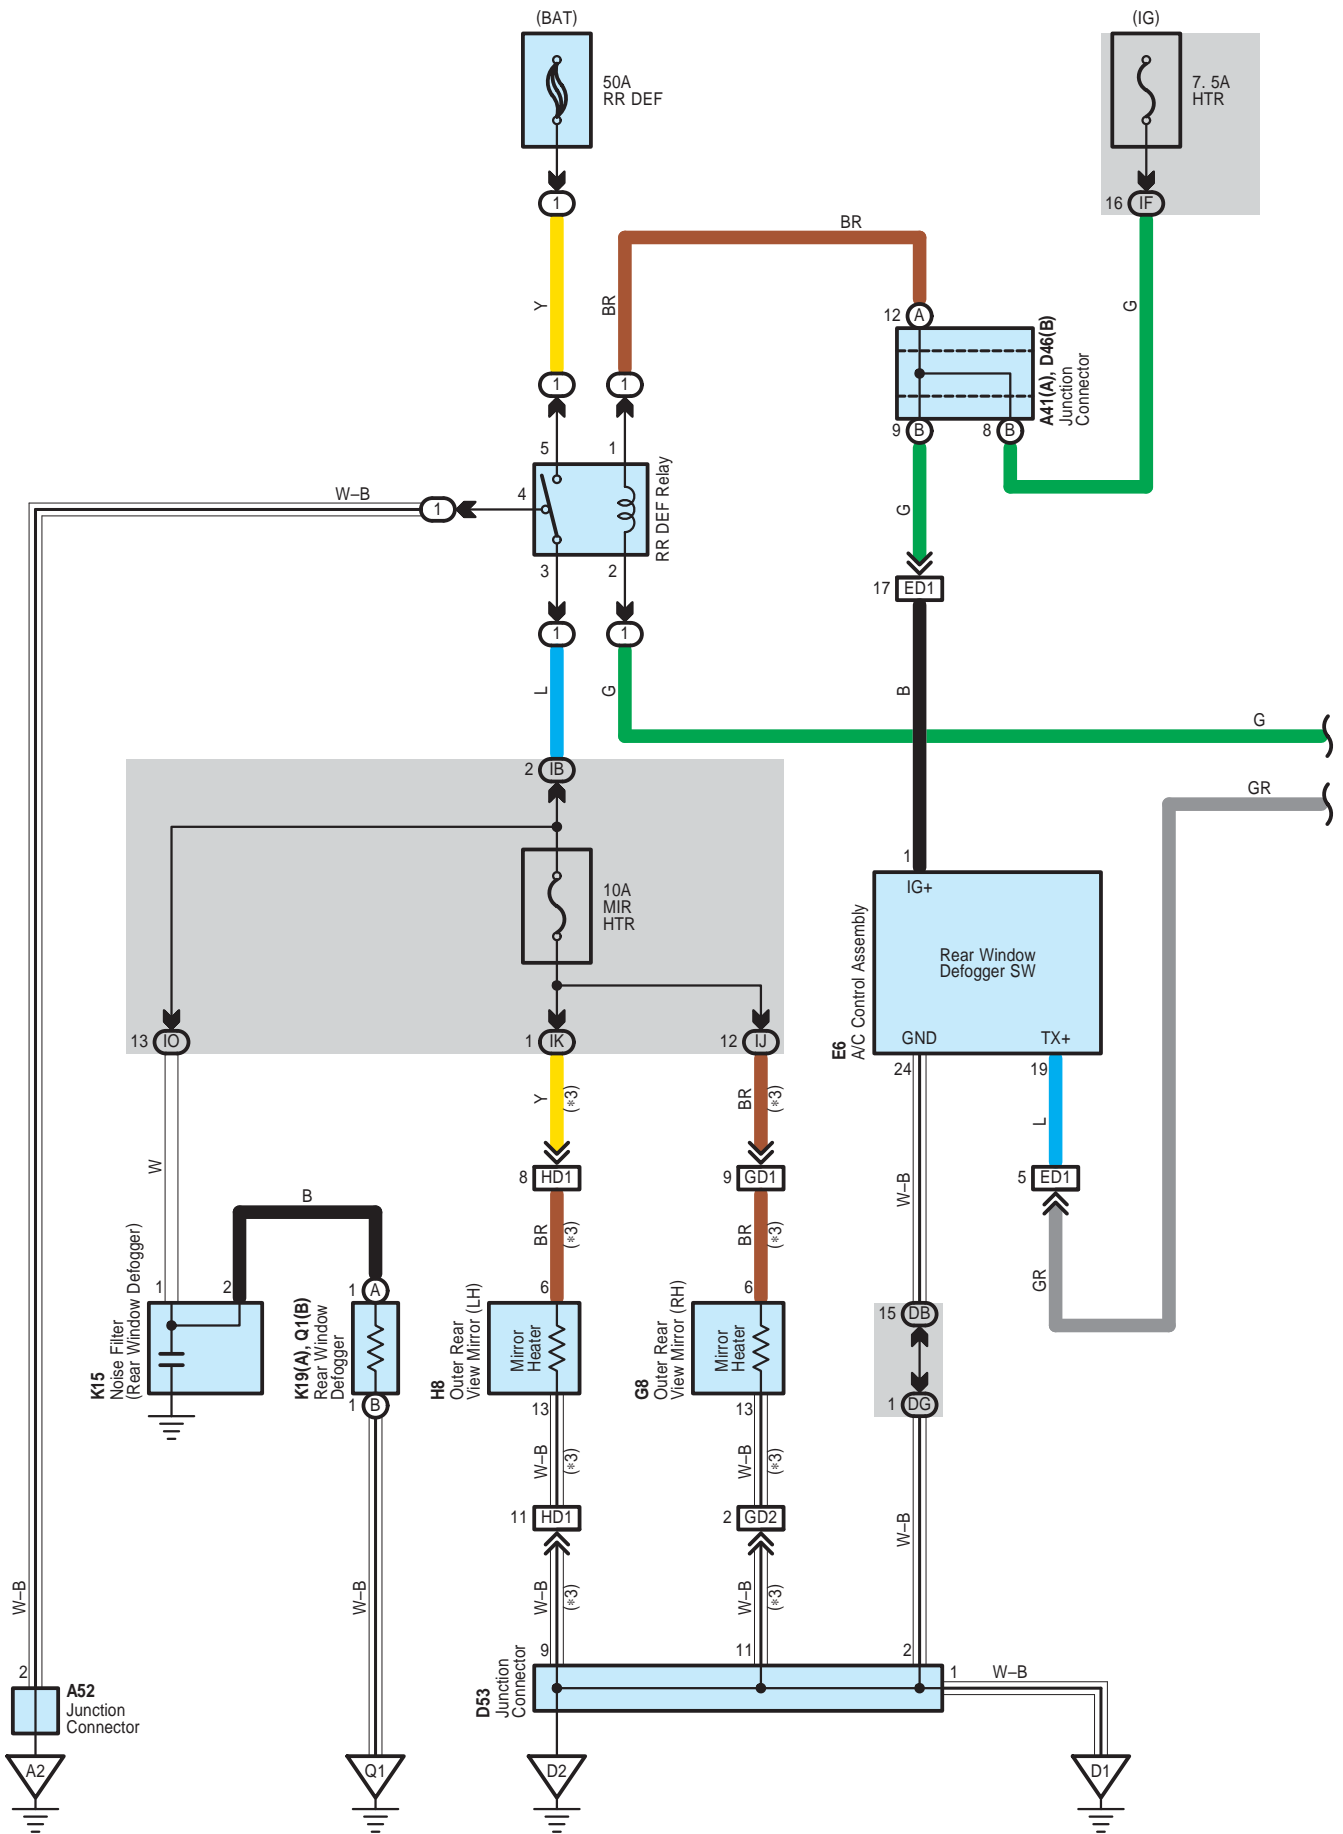 (BAT)
(IG)
50A
RR DEF
7. 5A
HTR
1
16 IF
BR
Y
BR
G
12 A
A41(A), D46(B)
Junction
Connector
1
1
9 B
8 B
5
1
W–B
1
4
RR DEF Relay
G
3
2
17 ED1
1
1
L
G
B
G
2 IB
GR
1
IG+
10A
MIR
HTR
Rear Window
Defogger SW
E6
A/C Control Assembly
13 IO
1 IK
12 IJ
GND
TX+
24
19
Y
(*3)
BR
(*3)
L
W
8 HD1
9 GD1
5 ED1
W–B
B
BR
(*3)
BR
(*3)
GR
1
2
1 A
6
6
15 DB
K15
Noise Filter
(Rear Window Defogger)
K19(A), Q1(B)
Rear Window
Defogger
H8
Outer Rear
View Mirror (LH)
Mirror
Heater
G8
Outer Rear
View Mirror (RH)
Mirror
Heater
1 B
13
13
1 DG
W–B
(*3)
W–B
(*3)
11 HD1
2 GD2
W–B
W–B
W–B
W–B
(*3)
W–B
(*3)
9
11
2
2
A52
Junction
Connector
D53
Junction
Connector
1
W–B
A2
Q1
D2
D1